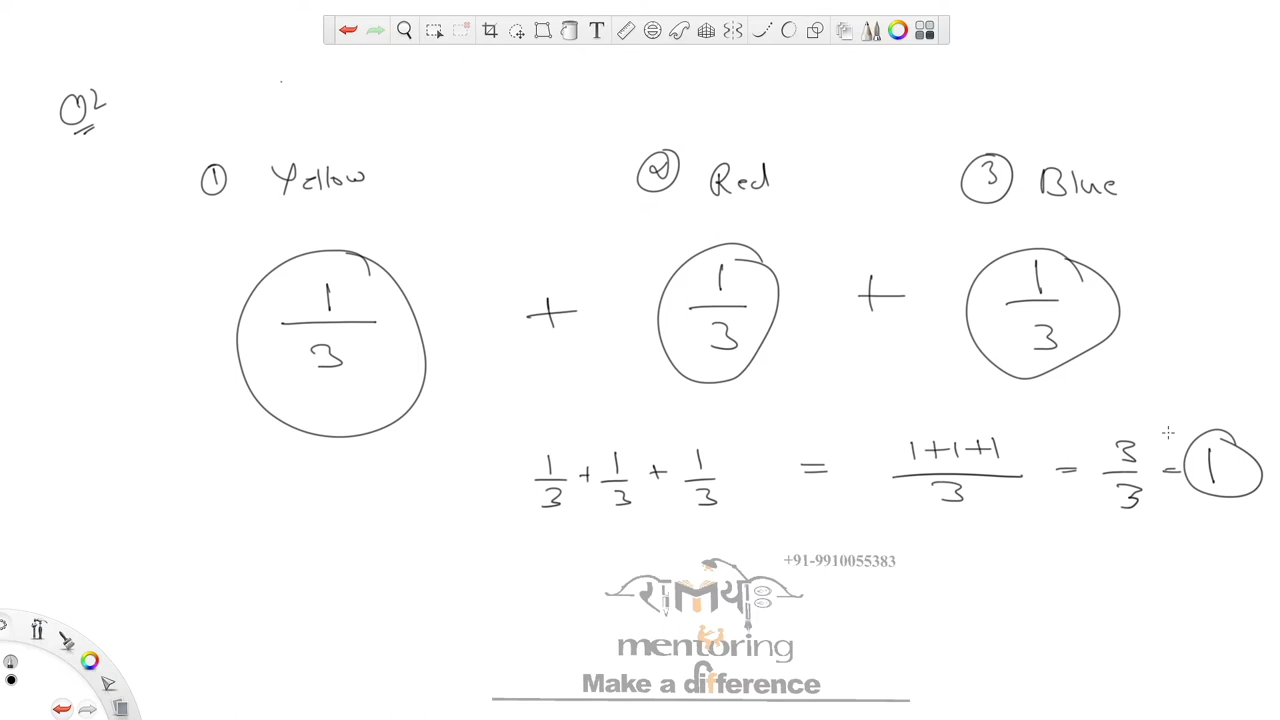 Q2
① Yellow ② Red ③ Blue
1/3 + 1/3 + 1/3
1/3 + 1/3 + 1/3 = 1+1+1/3 = 3/3 = 1
+91-9910055383
रामया
mentoring
Make a difference